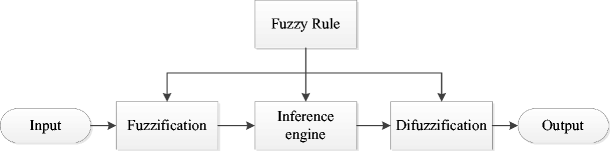 Fuzzy Rule
Input
Fuzzification
Inference
engine
Difuzzification
Output